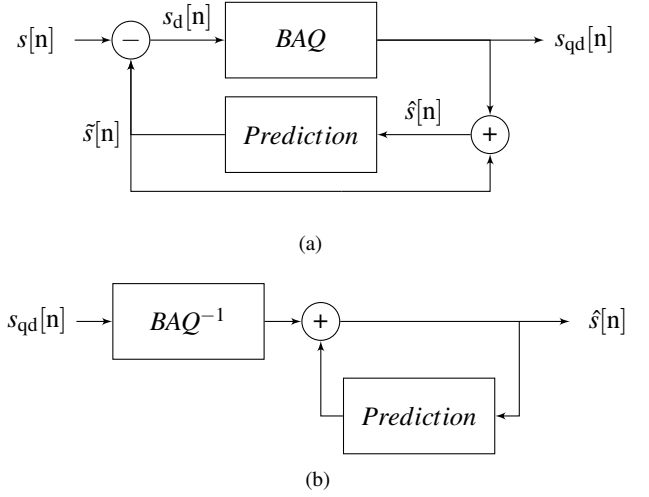 s[n] − s_d[n] BAQ s_qd[n]
s̃[n] Prediction ŝ[n] +
(a)
s_qd[n] BAQ⁻¹ + ŝ[n]
Prediction
(b)